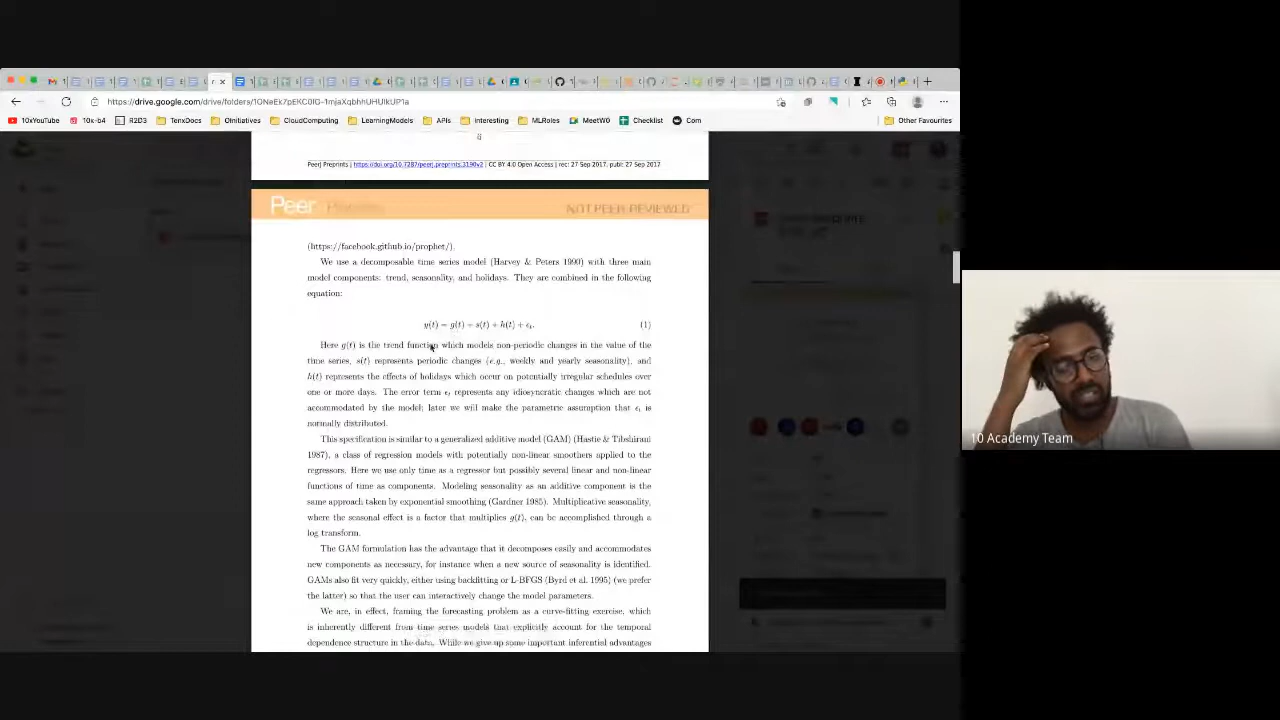 https://drive.google.com/drive/folders/
10xYouTube 10x-b4 R2D3 TenxDocs OInitiatives CloudComputing LearningModels APIs Interesting MLRoles MeetW0 Checklist Com Other Favourites
8
PeerJ Preprints | https://doi.org/10.7287/peerj.preprints.3190v2 | CC BY 4.0 Open Access | rec: 27 Sep 2017, publ: 27 Sep 2017
Peer NOT PEER-REVIEWED
(https://facebook.github.io/prophet/).
We use a decomposable time series model (Harvey & Peters 1990) with three main
model components: trend, seasonality, and holidays. They are combined in the following
equation:
y(t) = g(t) + s(t) + h(t) + ϵt. (1)
Here g(t) is the trend function which models non-periodic changes in the value of the
time series, s(t) represents periodic changes (e.g., weekly and yearly seasonality), and
h(t) represents the effects of holidays which occur on potentially irregular schedules over
one or more days. The error term ϵt represents any idiosyncratic changes which are not
accommodated by the model; later we will make the parametric assumption that ϵt is
normally distributed.
This specification is similar to a generalized additive model (GAM) (Hastie & Tibshirani
1987), a class of regression models with potentially non-linear smoothers applied to the
regressors. Here we use only time as a regressor but possibly several linear and non-linear
functions of time as components. Modeling seasonality as an additive component is the
same approach taken by exponential smoothing (Gardner 1985). Multiplicative seasonality,
where the seasonal effect is a factor that multiplies g(t), can be accomplished through a
log transform.
The GAM formulation has the advantage that it decomposes easily and accommodates
new components as necessary, for instance when a new source of seasonality is identified.
GAMs also fit very quickly, either using backfitting or L-BFGS (Byrd et al. 1995) (we prefer
the latter) so that the user can interactively change the model parameters.
We are, in effect, framing the forecasting problem as a curve-fitting exercise, which
is inherently different from time series models that explicitly account for the temporal
dependence structure in the data. While we give up some important inferential advantages
10 Academy Team